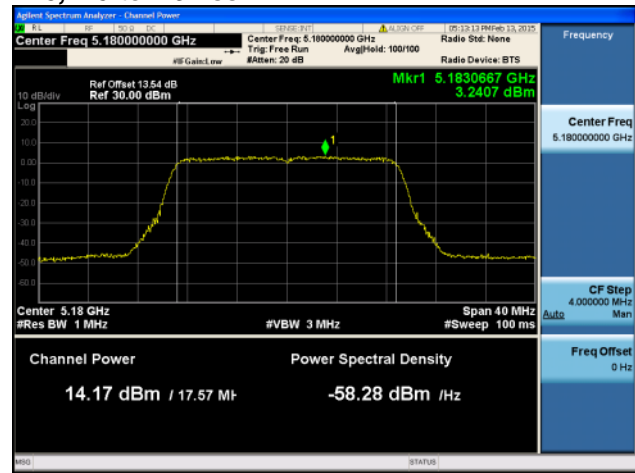 Agilent Spectrum Analyzer - Channel Power
RL RF 50 Ω DC SENSE:INT ALIGN OFF 05:13:13 PM Feb 13, 2015
Center Freq 5.180000000 GHz
Center Freq: 5.180000000 GHz
Radio Std: None
Trig: Free Run Avg|Hold: 100/100
#IFGain:Low #Atten: 20 dB Radio Device: BTS
Frequency
Ref Offset 13.54 dB
10 dB/div Ref 30.00 dBm
Mkr1 5.1830667 GHz
3.2407 dBm
Log
20.0
10.0
0.00
-10.0
-20.0
-30.0
-40.0
-50.0
-60.0
1
Center Freq
5.180000000 GHz
Center 5.18 GHz Span 40 MHz
#Res BW 1 MHz #VBW 3 MHz #Sweep 100 ms
CF Step
4.000000 MHz
Auto Man
Channel Power Power Spectral Density
14.17 dBm / 17.57 MH -58.28 dBm /Hz
Freq Offset
0 Hz
MSG STATUS